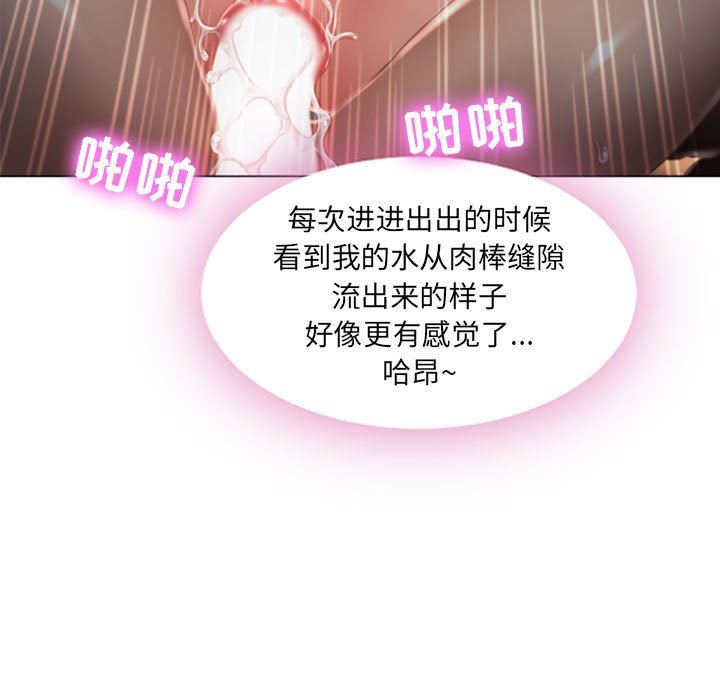 啪啪
啪啪
每次进进出出的时候
看到我的水从肉棒缝隙
流出来的样子
好像更有感觉了...
哈昂~